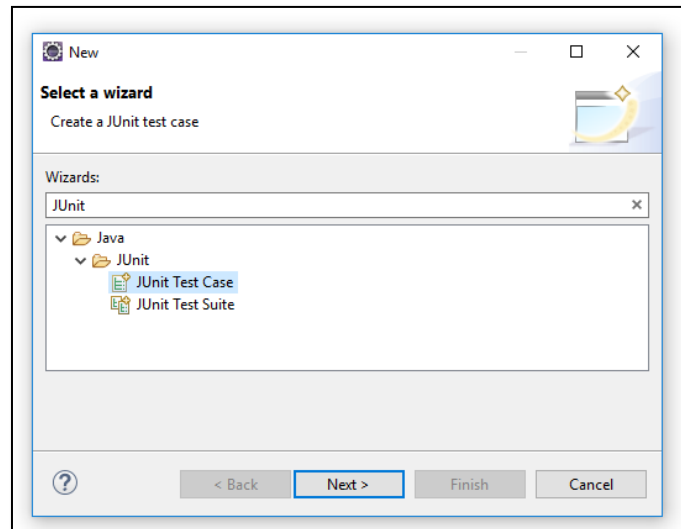 New
Select a wizard
Create a JUnit test case
Wizards:
JUnit
Java
JUnit
JUnit Test Case
JUnit Test Suite
? < Back Next > Finish Cancel